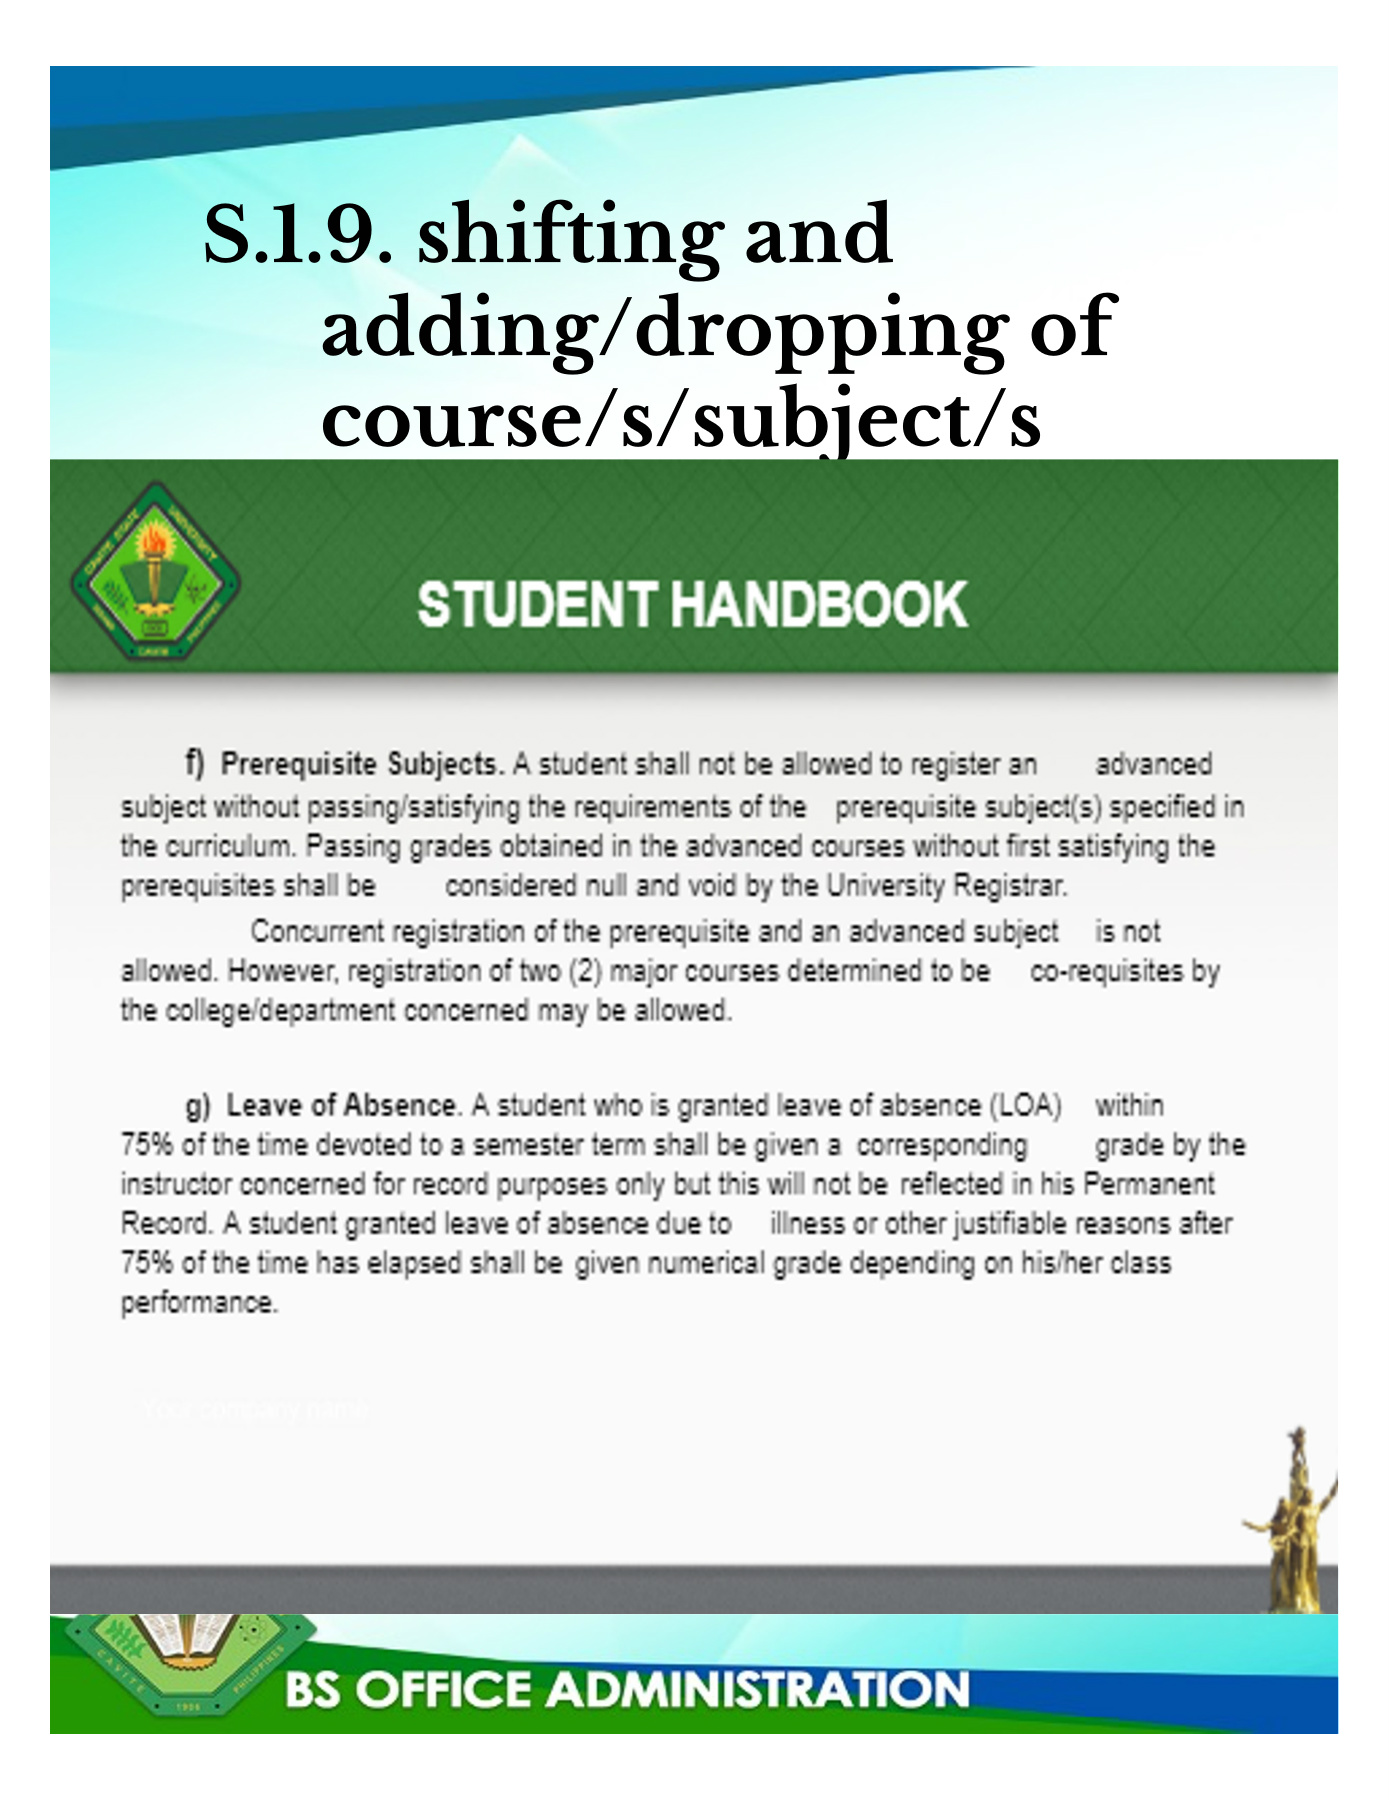 S.1.9. shifting and
adding/dropping of
course/s/subject/s
CAVITE STATE UNIVERSITY
STUDENT HANDBOOK
f) Prerequisite Subjects. A student shall not be allowed to register an advanced
subject without passing/satisfying the requirements of the prerequisite subject(s) specified in
the curriculum. Passing grades obtained in the advanced courses without first satisfying the
prerequisites shall be considered null and void by the University Registrar.
Concurrent registration of the prerequisite and an advanced subject is not
allowed. However, registration of two (2) major courses determined to be co-requisites by
the college/department concerned may be allowed.
g) Leave of Absence. A student who is granted leave of absence (LOA) within
75% of the time devoted to a semester term shall be given a corresponding grade by the
instructor concerned for record purposes only but this will not be reflected in his Permanent
Record. A student granted leave of absence due to illness or other justifiable reasons after
75% of the time has elapsed shall be given numerical grade depending on his/her class
performance.
Your company name
CAVITE 1906 PHILIPPINES
BS OFFICE ADMINISTRATION